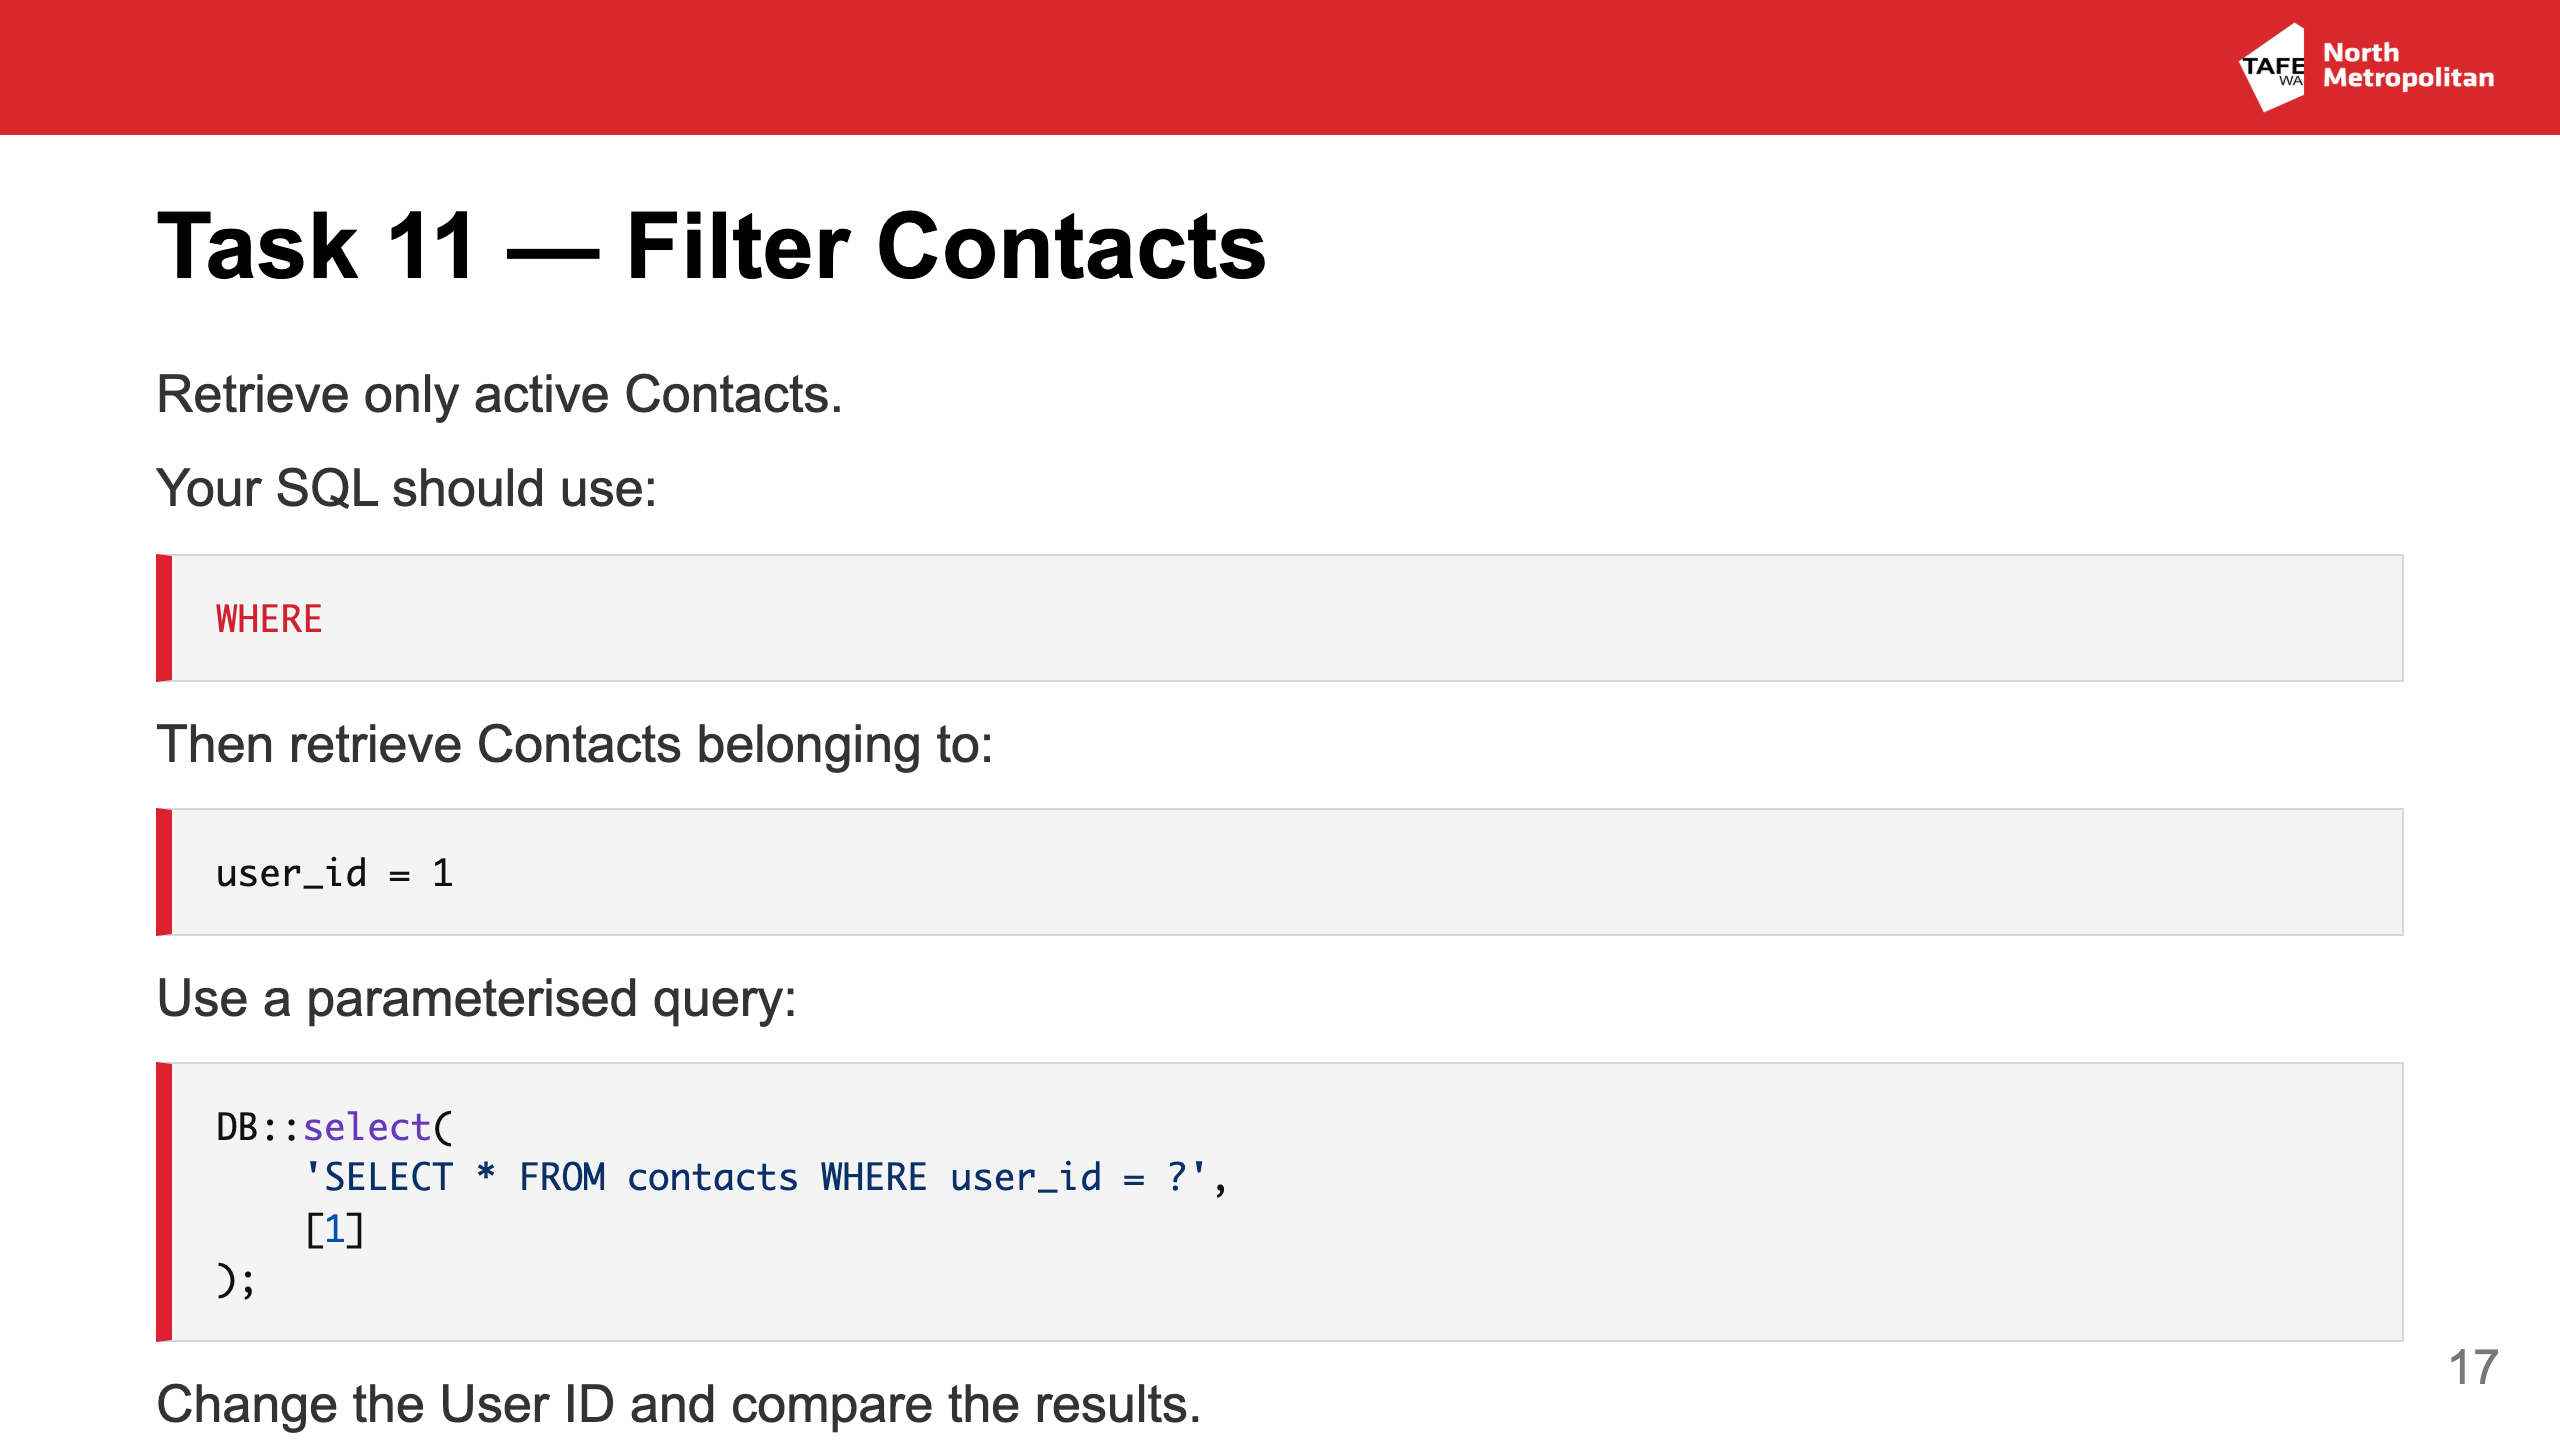 TAFE
WA
North
Metropolitan
Task 11 — Filter Contacts
Retrieve only active Contacts.
Your SQL should use:
WHERE
Then retrieve Contacts belonging to:
user_id = 1
Use a parameterised query:
DB::select(
    'SELECT * FROM contacts WHERE user_id = ?',
    [1]
);
Change the User ID and compare the results.
17